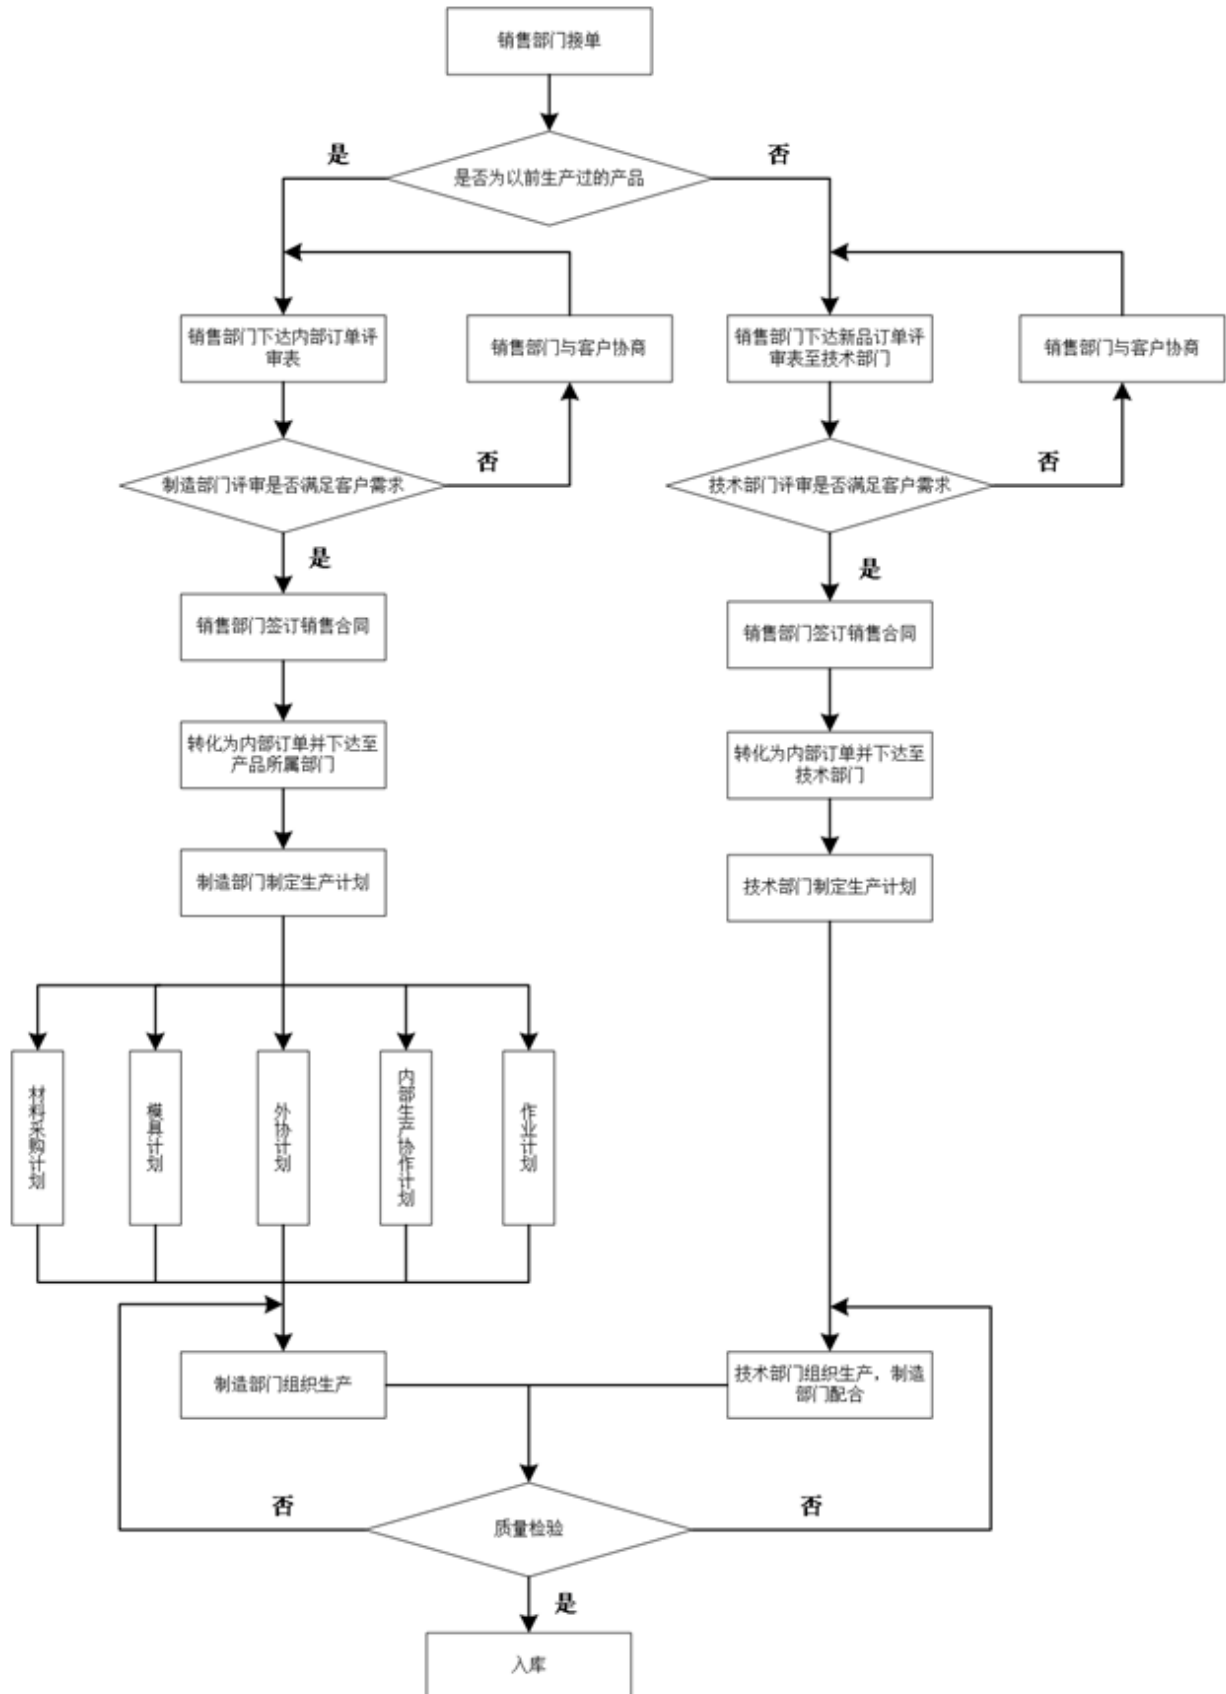 销售部门接单
是
否
是否为以前生产过的产品
销售部门下达内部订单评
审表
销售部门与客户协商
销售部门下达新品订单评
审表至技术部门
销售部门与客户协商
制造部门评审是否满足客户需求
否
技术部门评审是否满足客户需求
否
是
是
销售部门签订销售合同
销售部门签订销售合同
转化为内部订单并下达至
产品所属部门
转化为内部订单并下达至
技术部门
制造部门制定生产计划
技术部门制定生产计划
材料采购计划
模具计划
外协计划
内部生产协作计划
作业计划
制造部门组织生产
技术部门组织生产，制造
部门配合
否
否
质量检验
是
入库